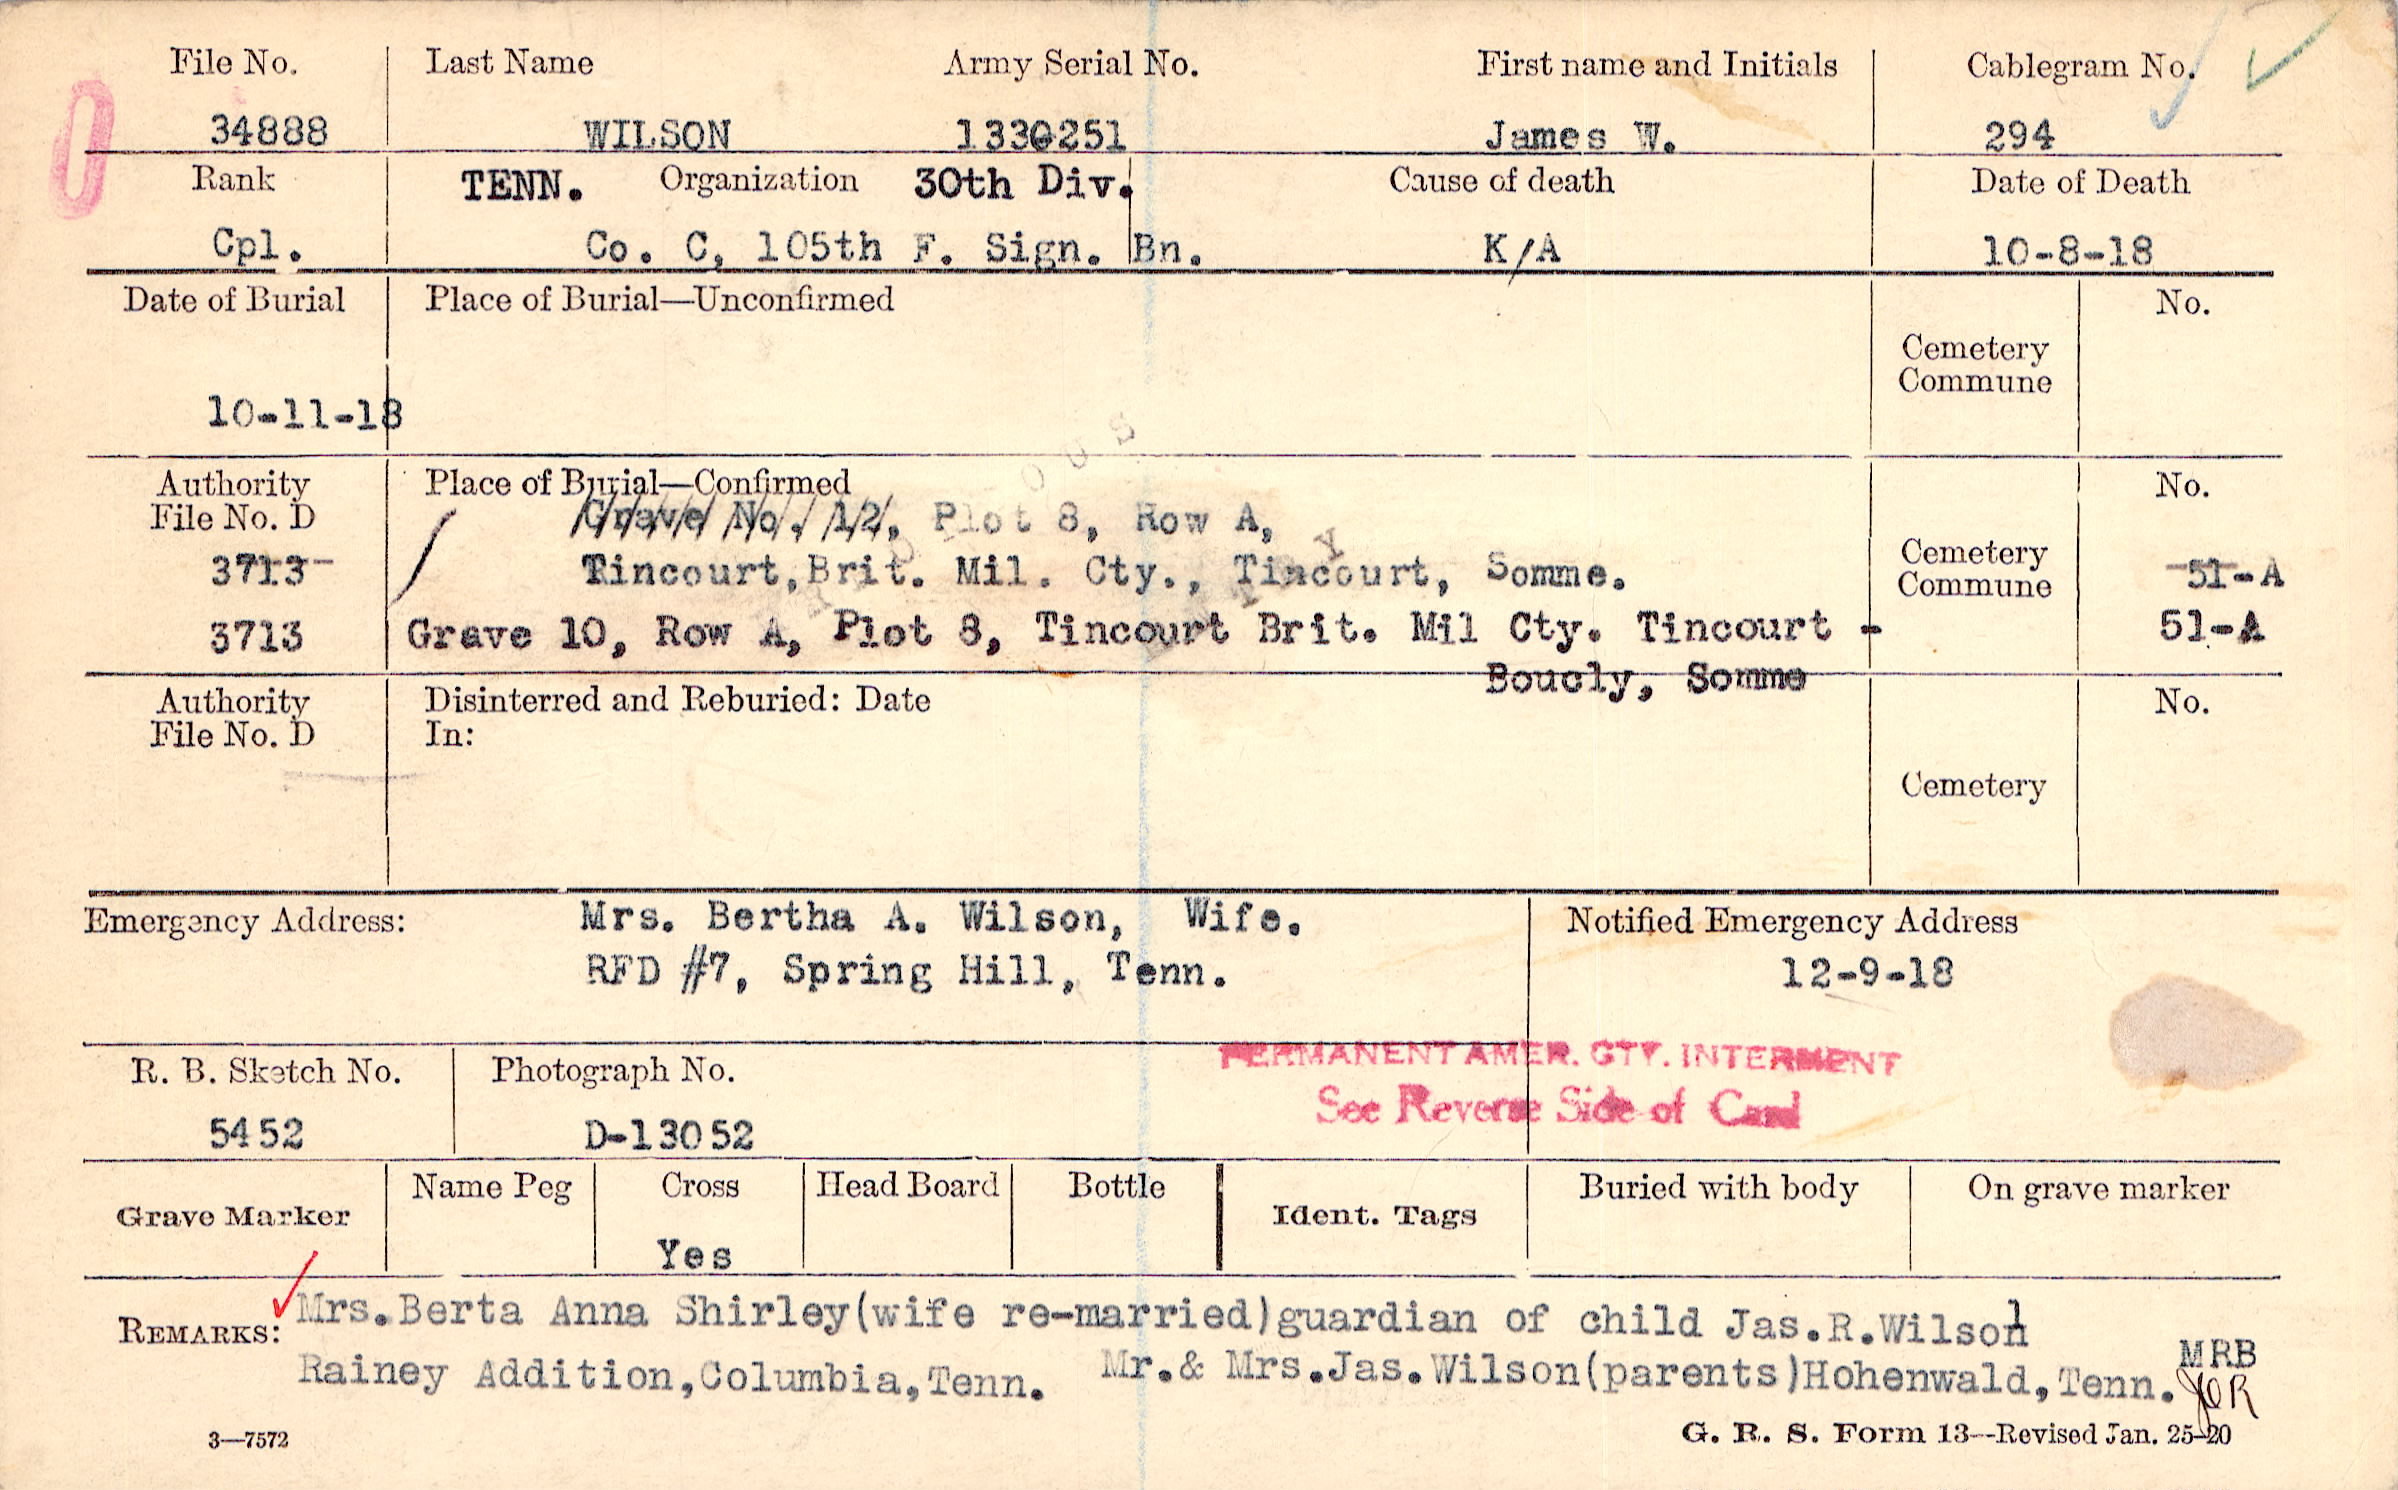 File No. Last Name Army Serial No. First name and Initials Cablegram No.
34888 WILSON 1330251 James W. 294
Rank TENN. Organization 30th Div. Cause of death Date of Death
Cpl. Co. C, 105th F. Sign. Bn. K/A 10-8-18
Date of Burial Place of Burial—Unconfirmed No.
Cemetery
Commune
10-11-18
Authority Place of Burial—Confirmed No.
File No. D Grave No. 12, Plot 8, Row A,
3713 Tincourt, Brit. Mil. Cty., Tincourt, Somme. Cemetery Commune 51-A
3713 Grave 10, Row A, Plot 8, Tincourt Brit. Mil Cty. Tincourt - 51-A
Boucly, Somme
Authority Disinterred and Reburied: Date No.
File No. D In:
Cemetery
Emergency Address: Mrs. Bertha A. Wilson, Wife. Notified Emergency Address
RFD #7, Spring Hill, Tenn. 12-9-18
PERMANENT AMER. CTY. INTERMENT
R. B. Sketch No. Photograph No.
See Reverse Side of Card
5452 D-13052
Grave Marker Name Peg Cross Head Board Bottle Ident. Tags Buried with body On grave marker
Yes
REMARKS: Mrs.Berta Anna Shirley(wife re-married)guardian of child Jas.R.Wilson
Rainey Addition,Columbia,Tenn. Mr.& Mrs.Jas.Wilson(parents)Hohenwald,Tenn. MRB
3—7572 G. R. S. Form 13—Revised Jan. 25-20